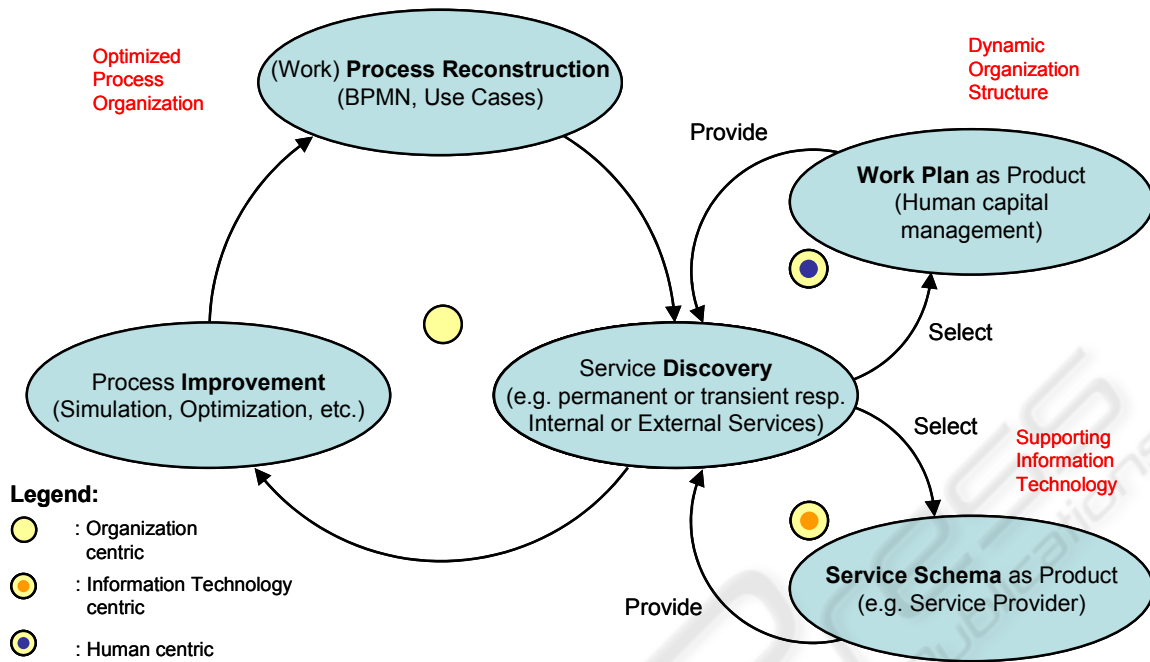 Optimized
Process
Organization
(Work) Process Reconstruction
(BPMN, Use Cases)
Dynamic
Organization
Structure
Provide
Work Plan as Product
(Human capital
management)
Select
Process Improvement
(Simulation, Optimization, etc.)
Service Discovery
(e.g. permanent or transient resp.
Internal or External Services)
Select
Supporting
Information
Technology
Provide
Service Schema as Product
(e.g. Service Provider)
Legend:
: Organization
centric
: Information Technology
centric
: Human centric